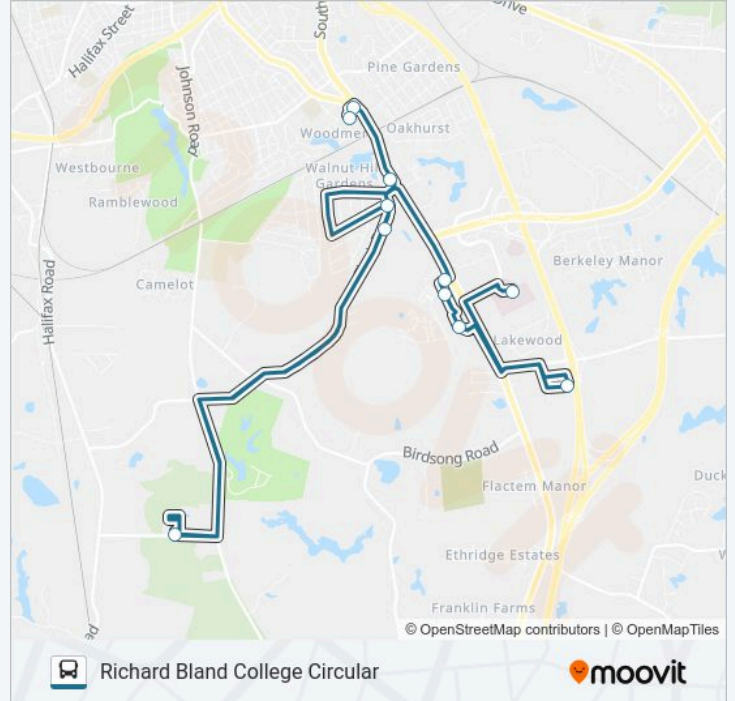 Drive
Halifax Street
South
Pine Gardens
Johnson Road
Woodmere
Oakhurst
Westbourne
Walnut Hill
Gardens
Ramblewood
Berkeley Manor
Camelot
Halifax Road
Lakewood
Birdsong Road
Duck
Flactem Manor
Ethridge Estates
Franklin Farms
© OpenStreetMap contributors | © OpenMapTiles
Richard Bland College Circular
moovit